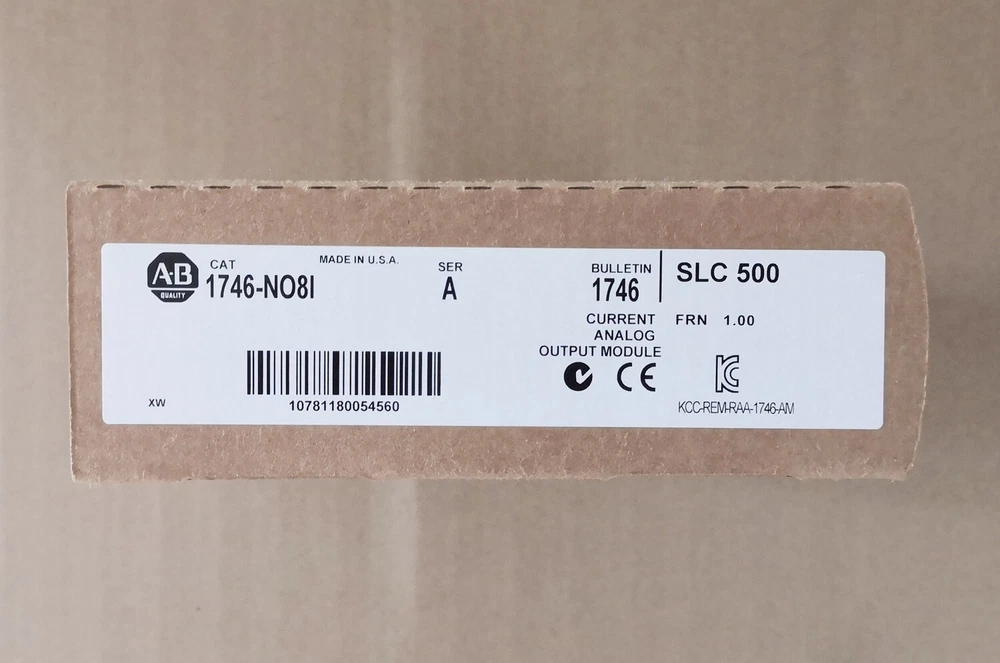 A-B
QUALITY
CAT
1746-NO8I
MADE IN U.S.A.
SER
A
BULLETIN
1746
SLC 500
CURRENT
ANALOG
OUTPUT MODULE
FRN 1.00
CE
KC
XW
10781180054560
KCC-REM-RAA-1746-AM